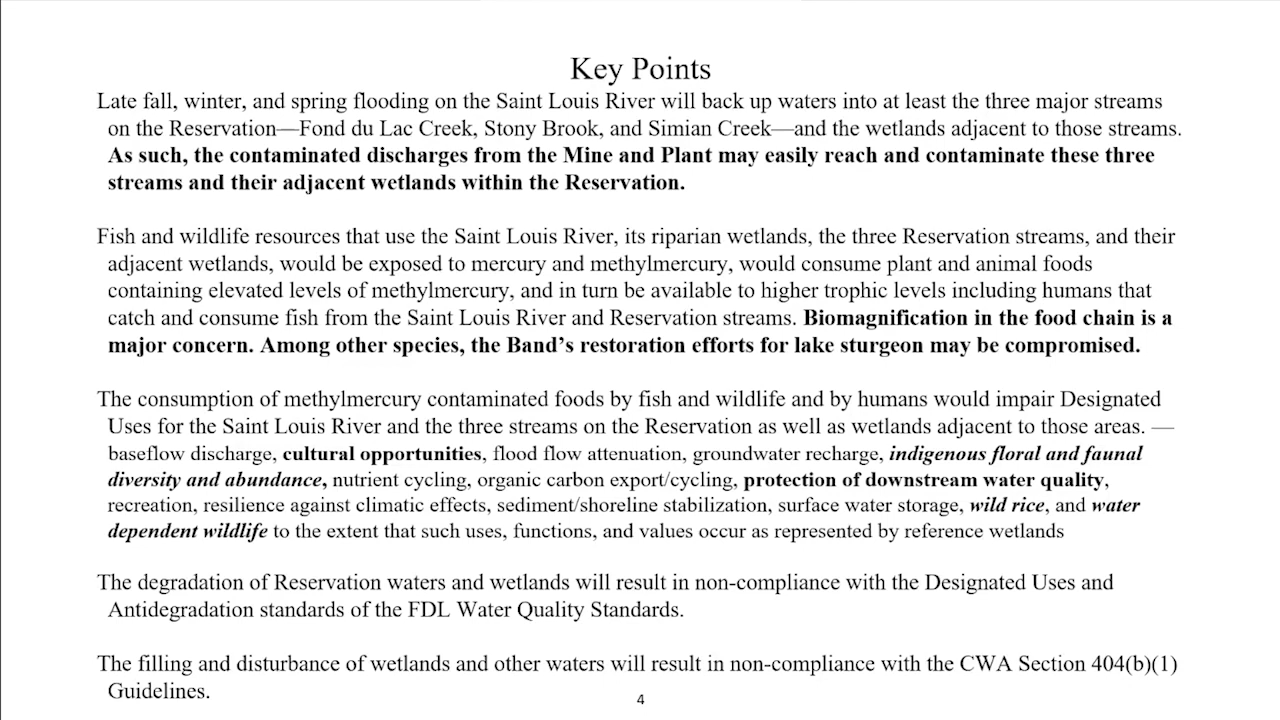 Key Points
Late fall, winter, and spring flooding on the Saint Louis River will back up waters into at least the three major streams
on the Reservation—Fond du Lac Creek, Stony Brook, and Simian Creek—and the wetlands adjacent to those streams.
As such, the contaminated discharges from the Mine and Plant may easily reach and contaminate these three
streams and their adjacent wetlands within the Reservation.
Fish and wildlife resources that use the Saint Louis River, its riparian wetlands, the three Reservation streams, and their
adjacent wetlands, would be exposed to mercury and methylmercury, would consume plant and animal foods
containing elevated levels of methylmercury, and in turn be available to higher trophic levels including humans that
catch and consume fish from the Saint Louis River and Reservation streams. Biomagnification in the food chain is a
major concern. Among other species, the Band's restoration efforts for lake sturgeon may be compromised.
The consumption of methylmercury contaminated foods by fish and wildlife and by humans would impair Designated
Uses for the Saint Louis River and the three streams on the Reservation as well as wetlands adjacent to those areas. —
baseflow discharge, cultural opportunities, flood flow attenuation, groundwater recharge, indigenous floral and faunal
diversity and abundance, nutrient cycling, organic carbon export/cycling, protection of downstream water quality,
recreation, resilience against climatic effects, sediment/shoreline stabilization, surface water storage, wild rice, and water
dependent wildlife to the extent that such uses, functions, and values occur as represented by reference wetlands
The degradation of Reservation waters and wetlands will result in non-compliance with the Designated Uses and
Antidegradation standards of the FDL Water Quality Standards.
The filling and disturbance of wetlands and other waters will result in non-compliance with the CWA Section 404(b)(1)
Guidelines.
4